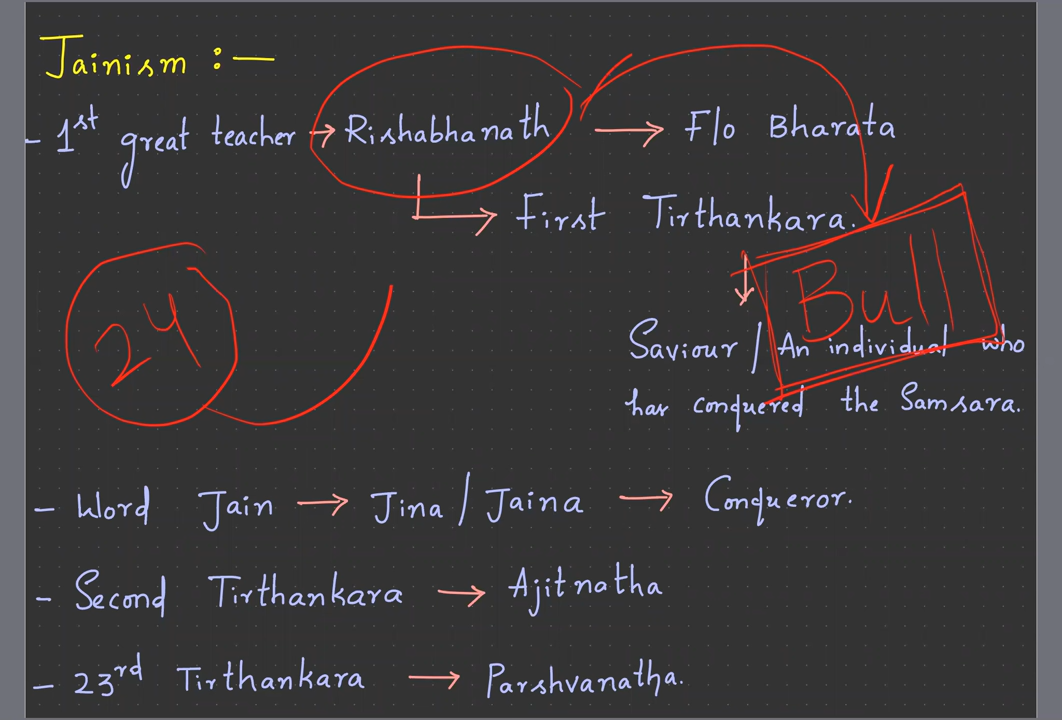 Jainism :—
- 1st great teacher → Rishabhanath → F/o Bharata
→ First Tirthankara.
Bull
24
Saviour / An individual who
has conquered the Samsara.
- Word Jain → Jina / Jaina → Conqueror.
- Second Tirthankara → Ajitnatha
- 23rd Tirthankara → Parshvanatha.